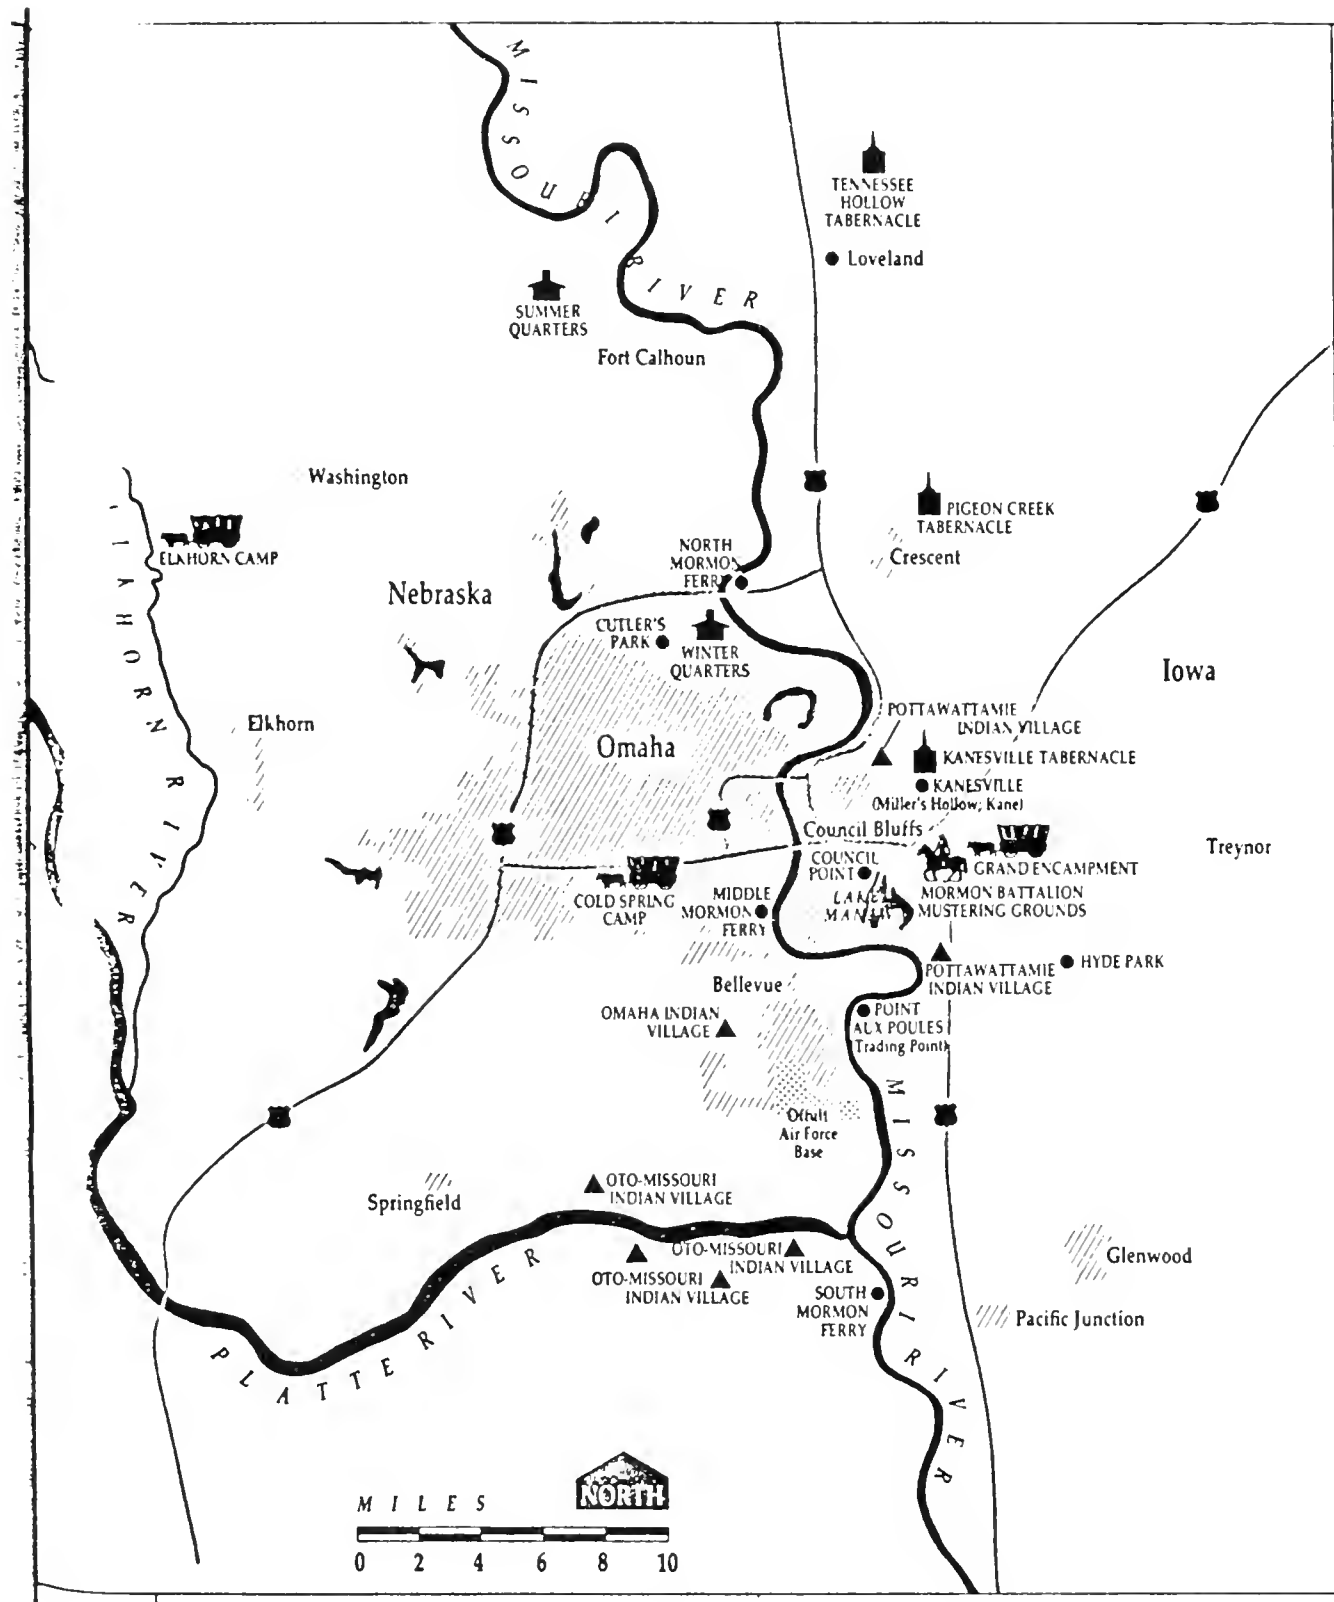 MISSOURI RIVER
TENNESSEE
HOLLOW
TABERNACLE
Loveland
SUMMER
QUARTERS
Fort Calhoun
Washington
ELKHORN CAMP
PIGEON CREEK
TABERNACLE
Crescent
NORTH
MORMON
FERRY
Nebraska
CUTLER'S
PARK
WINTER
QUARTERS
Iowa
ELKHORN RIVER
Elkhorn
POTTAWATTAMIE
INDIAN VILLAGE
Omaha
KANESVILLE TABERNACLE
KANESVILLE
(Miller's Hollow; Kane)
Council Bluffs
Treynor
COUNCIL
POINT
GRAND ENCAMPMENT
COLD SPRING
CAMP
MIDDLE
MORMON
FERRY
LAKE
MANAWA
MORMON BATTALION
MUSTERING GROUNDS
POTTAWATTAMIE
INDIAN VILLAGE
HYDE PARK
Bellevue
OMAHA INDIAN
VILLAGE
POINT
AUX POULES
(Trading Point)
Offutt
Air Force
Base
MISSOURI RIVER
OTO-MISSOURI
INDIAN VILLAGE
Springfield
OTO-MISSOURI
INDIAN VILLAGE
OTO-MISSOURI
INDIAN VILLAGE
Glenwood
SOUTH
MORMON
FERRY
Pacific Junction
PLATTE RIVER
NORTH
MILES
0 2 4 6 8 10